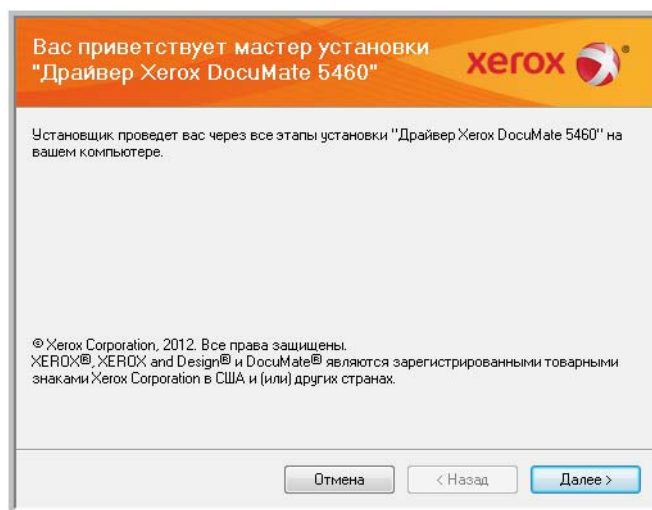 Вас приветствует мастер установки
"Драйвер Xerox DocuMate 5460"
xerox ®
Установщик проведет вас через все этапы установки "Драйвер Xerox DocuMate 5460" на
вашем компьютере.
© Xerox Corporation, 2012. Все права защищены.
XEROX®, XEROX and Design® и DocuMate® являются зарегистрированными товарными
знаками Xerox Corporation в США и (или) других странах.
Отмена < Назад Далее >